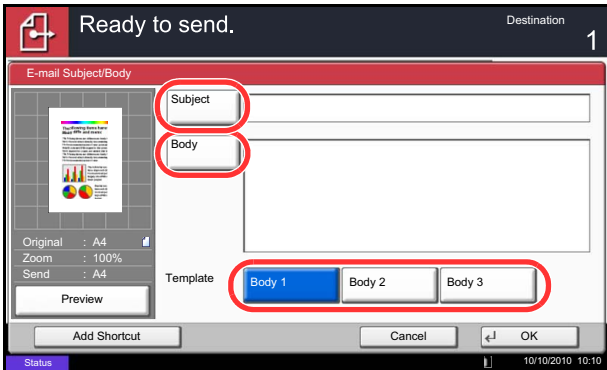 Ready to send.
Destination
1
E-mail Subject/Body
Subject
Body
Original : A4
Zoom : 100%
Send : A4
Preview
Template
Body 1
Body 2
Body 3
Add Shortcut
Cancel
OK
Status
10/10/2010 10:10